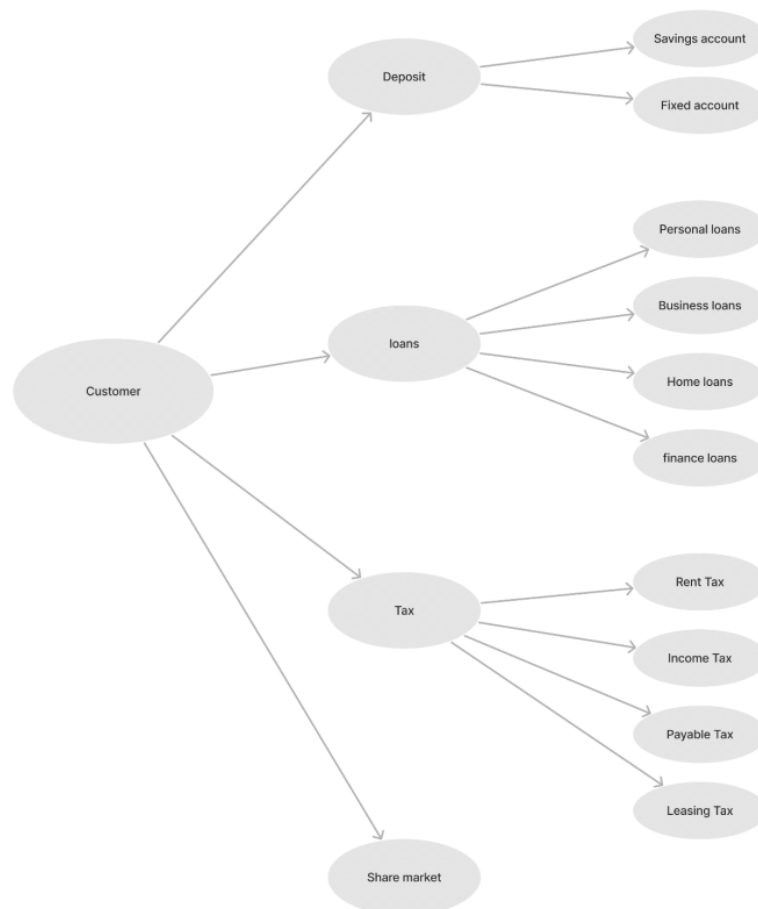 Savings account
Deposit
Fixed account
Personal loans
Business loans
loans
Home loans
Customer
finance loans
Rent Tax
Tax
Income Tax
Payable Tax
Leasing Tax
Share market